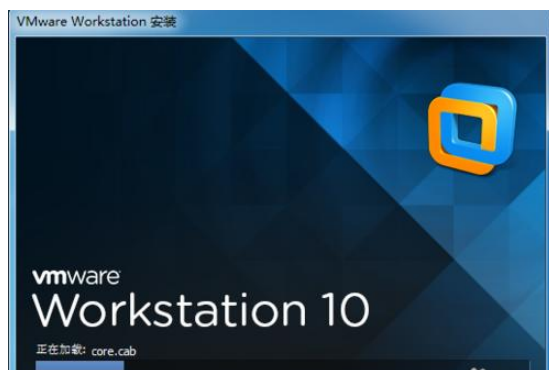 VMware Workstation 安装
vmware
Workstation 10
正在加载: core.cab